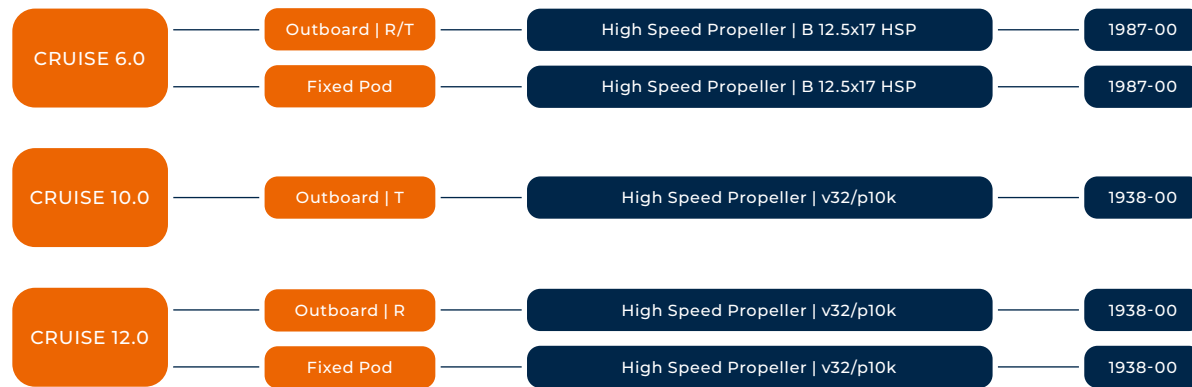 CRUISE 6.0
Outboard | R/T
High Speed Propeller | B 12.5x17 HSP
1987-00
Fixed Pod
High Speed Propeller | B 12.5x17 HSP
1987-00
CRUISE 10.0
Outboard | T
High Speed Propeller | v32/p10k
1938-00
CRUISE 12.0
Outboard | R
High Speed Propeller | v32/p10k
1938-00
Fixed Pod
High Speed Propeller | v32/p10k
1938-00